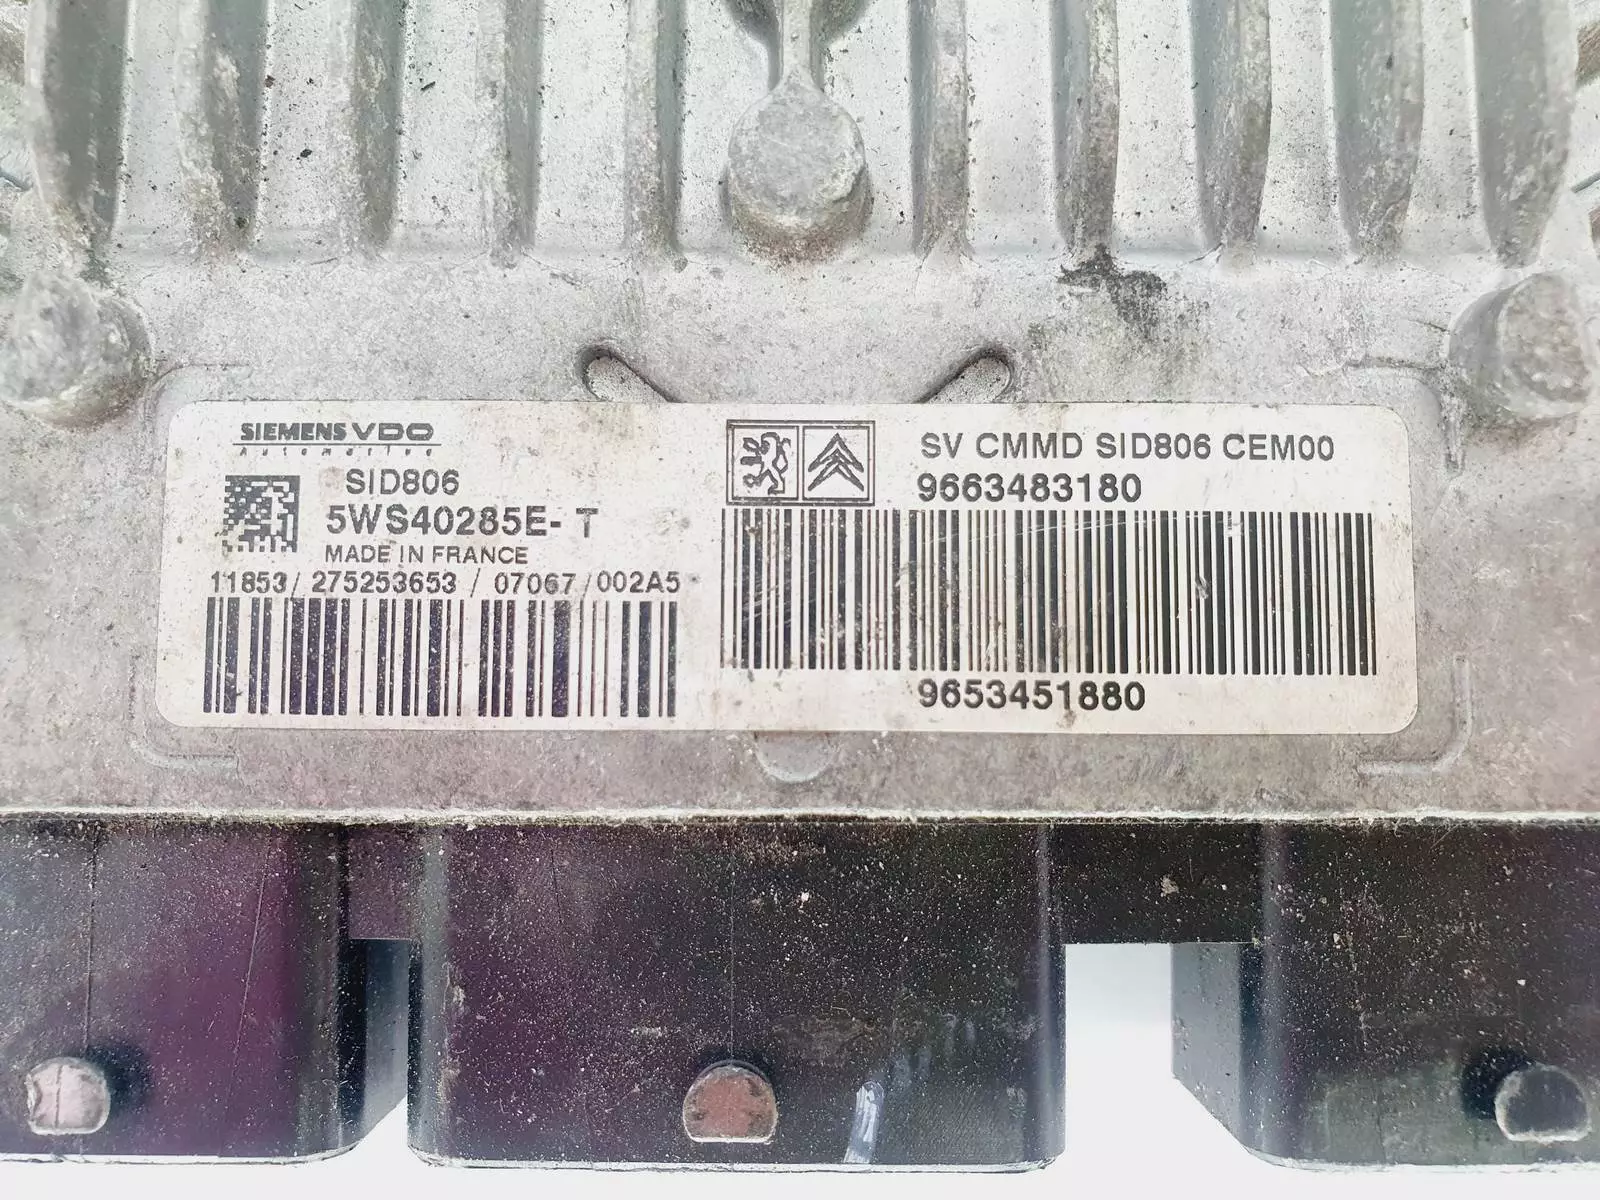 SIEMENS VDO
Automotive
SID806
5WS40285E- T
MADE IN FRANCE
11853/ 275253653 / 07067 / 002A5
SV CMMD SID806 CEM00
9663483180
9653451880